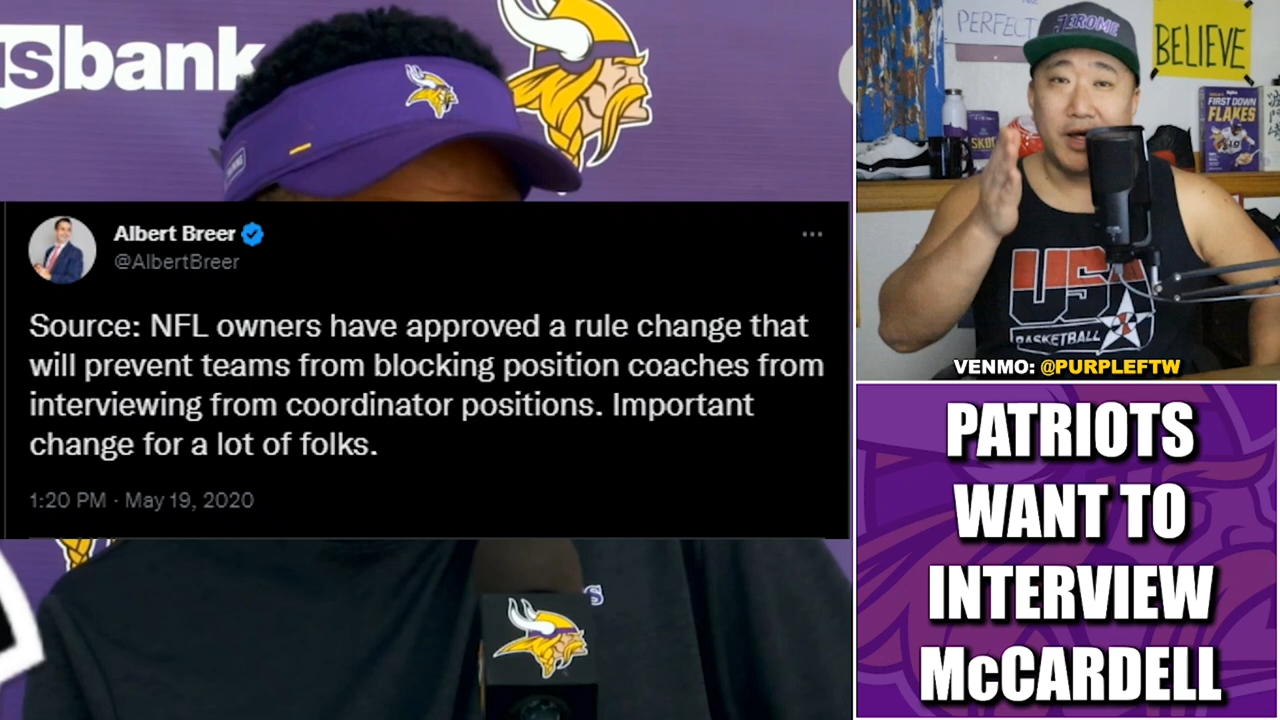 usbank
Albert Breer
@AlbertBreer
Source: NFL owners have approved a rule change that
will prevent teams from blocking position coaches from
interviewing from coordinator positions. Important
change for a lot of folks.
1:20 PM · May 19, 2020
PERFECT
JEROME
BELIEVE
FIRST DOWN
FLAKES
SKO
USA
BASKETBALL
VENMO: @PURPLEFTW
PATRIOTS
WANT TO
INTERVIEW
McCARDELL